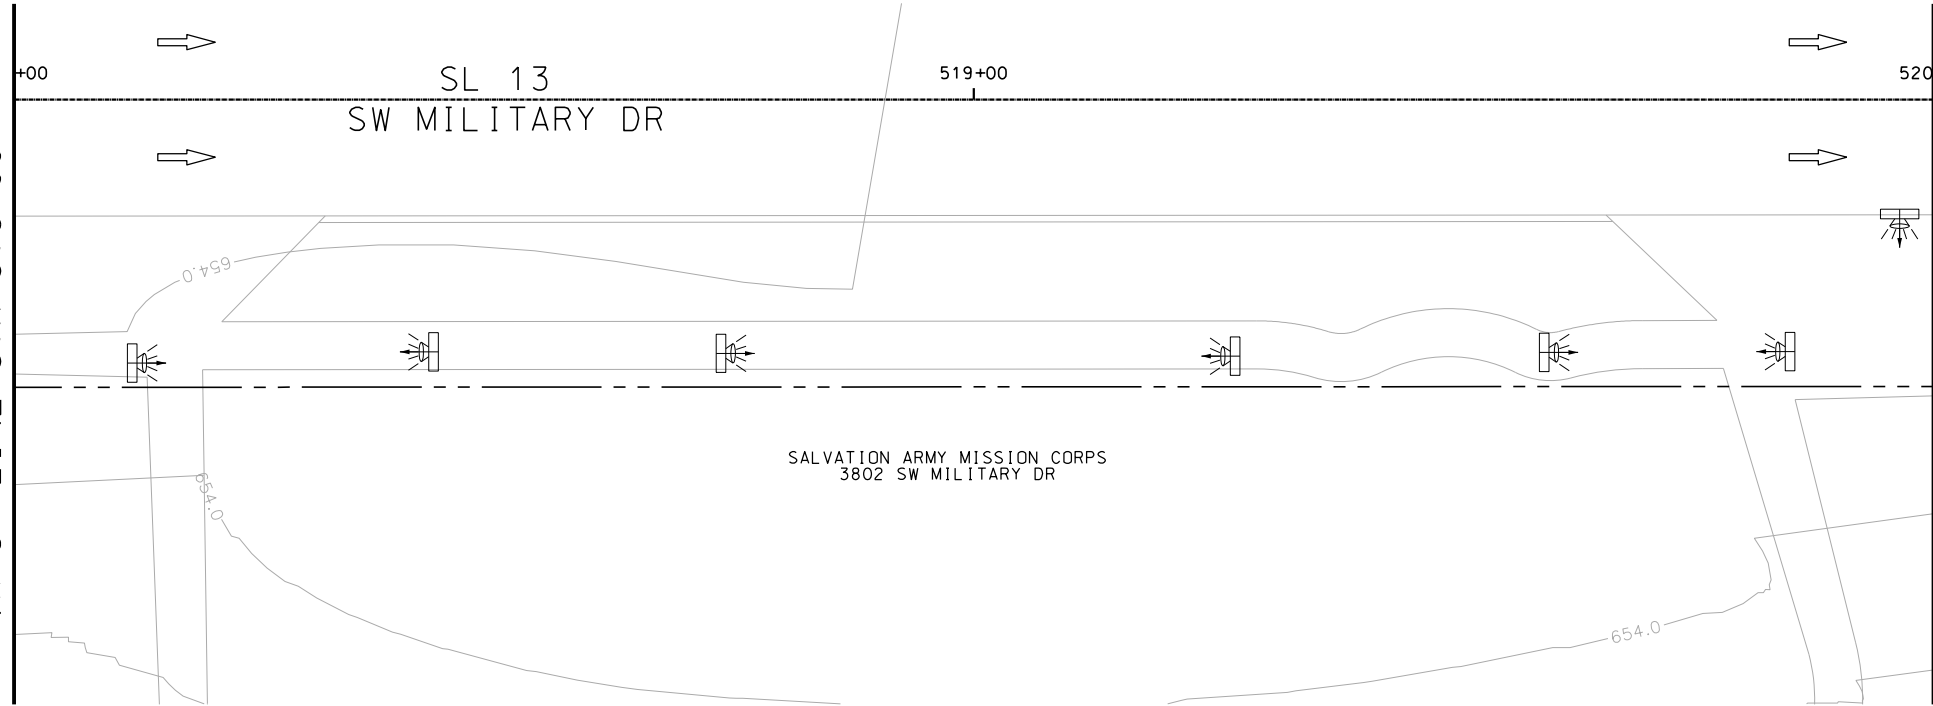 +00
519+00
520
SL 13
SW MILITARY DR
654.0
SALVATION ARMY MISSION CORPS
3802 SW MILITARY DR
654.0
654.0